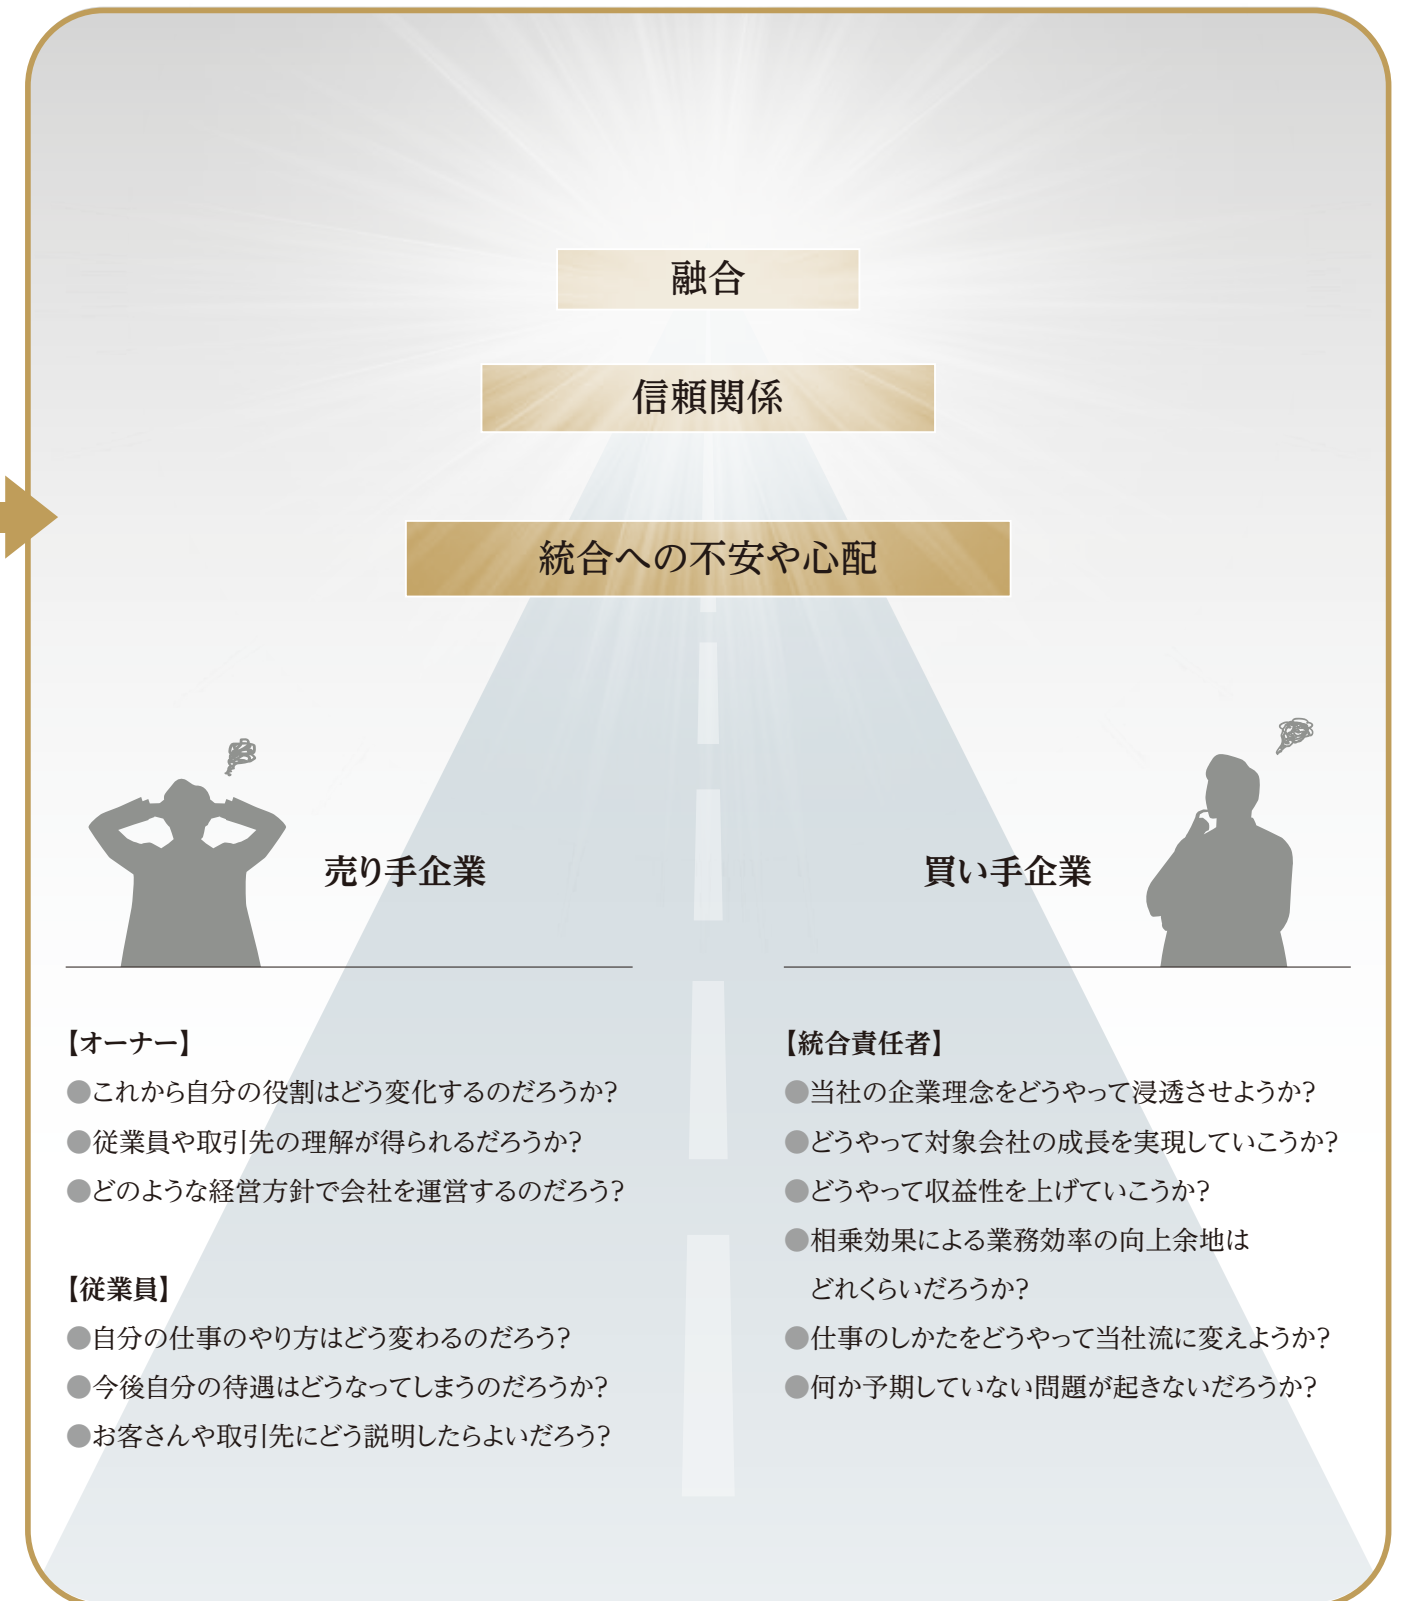 融合
信頼関係
統合への不安や心配
売り手企業
【オーナー】
●これから自分の役割はどう変化するのだろうか?
●従業員や取引先の理解が得られるだろうか?
●どのような経営方針で会社を運営するのだろう?
【従業員】
●自分の仕事のやり方はどう変わるのだろう?
●今後自分の待遇はどうなってしまうのだろうか?
●お客さんや取引先にどう説明したらよいだろう?
買い手企業
【統合責任者】
●当社の企業理念をどうやって浸透させようか?
●どうやって対象会社の成長を実現していこうか?
●どうやって収益性を上げていこうか?
●相乗効果による業務効率の向上余地は
どれくらいだろうか?
●仕事のしかたをどうやって当社流に変えようか?
●何か予期していない問題が起きないだろうか?